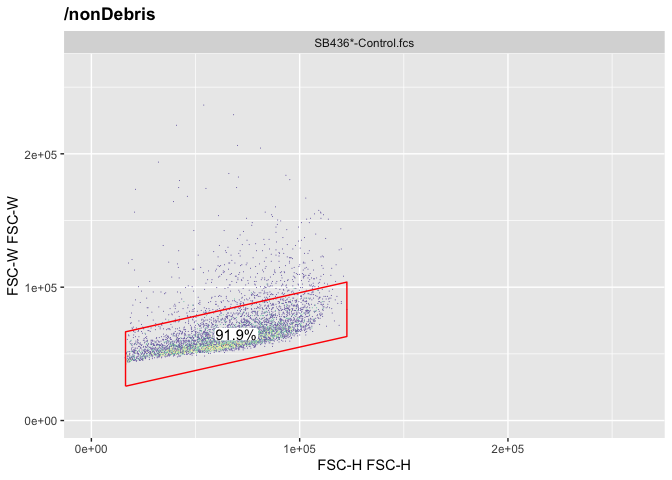 /nonDebris
SB436*-Control.fcs
FSC-W FSC-W
2e+05
1e+05
0e+00
91.9%
0e+00 1e+05 2e+05
FSC-H FSC-H